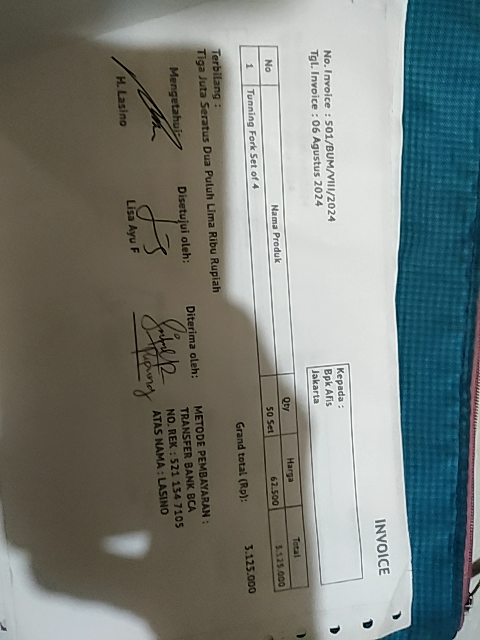 INVOICE
No. Invoice : 501/BUM/VIII/2024
Tgl. Invoice : 06 Agustus 2024
Kepada :
Bpk Afis
Jakarta
No Nama Produk Qty Harga Total
1 Tunning Fork Set of 4 50 Set 62.500 3.125.000
Grand total (Rp): 3.125.000
Terbilang :
Tiga Juta Seratus Dua Puluh Lima Ribu Rupiah
Mengetahui: Disetujui oleh: Diterima oleh:
H. Lasino Lisa Ayu F
METODE PEMBAYARAN :
TRANSFER BANK BCA
NO. REK : 521 134 7105
ATAS NAMA : LASINO